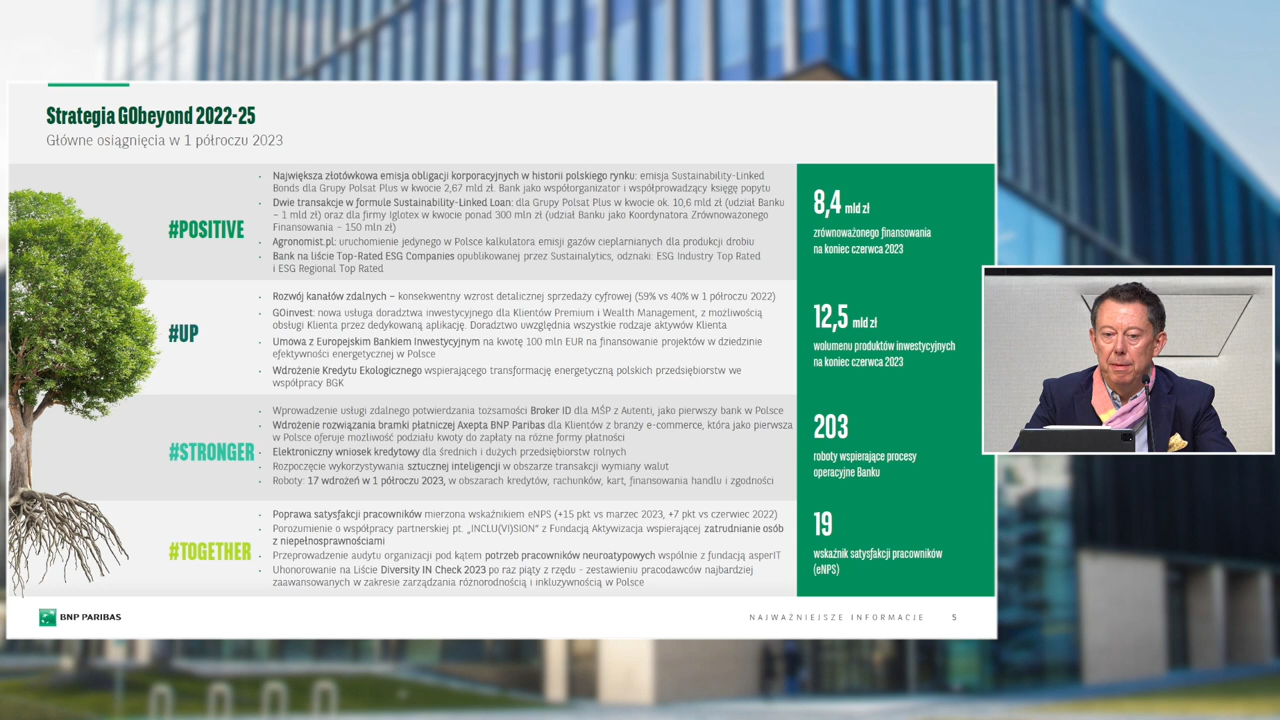 Strategia GObeyond 2022-25
Główne osiągnięcia w 1 półroczu 2023
#POSITIVE
• Największa złotówkowa emisja obligacji korporacyjnych w historii polskiego rynku: emisja Sustainability-Linked
Bonds dla Grupy Polsat Plus w kwocie 2,67 mld zł. Bank jako współorganizator i współprowadzący księgę popytu
• Dwie transakcje w formule Sustainability-Linked Loan: dla Grupy Polsat Plus w kwocie ok. 10,6 mld zł (udział Banku
– 1 mld zł) oraz dla firmy Iglotex w kwocie ponad 300 mln zł (udział Banku jako Koordynatora Zrównoważonego
Finansowania – 150 mln zł)
• Agronomist.pl: uruchomienie jedynego w Polsce kalkulatora emisji gazów cieplarnianych dla produkcji drobiu
• Bank na liście Top-Rated ESG Companies opublikowanej przez Sustainalytics, odznaki: ESG Industry Top Rated
i ESG Regional Top Rated
8,4 mld zł
zrównoważonego finansowania
na koniec czerwca 2023
#UP
• Rozwój kanałów zdalnych – konsekwentny wzrost detalicznej sprzedaży cyfrowej (59% vs 40% w 1 półroczu 2022)
• GOinvest: nowa usługa doradztwa inwestycyjnego dla Klientów Premium i Wealth Management, z możliwością
obsługi Klienta przez dedykowaną aplikację. Doradztwo uwzględnia wszystkie rodzaje aktywów Klienta
• Umowa z Europejskim Bankiem Inwestycyjnym na kwotę 100 mln EUR na finansowanie projektów w dziedzinie
efektywności energetycznej w Polsce
• Wdrożenie Kredytu Ekologicznego wspierającego transformację energetyczną polskich przedsiębiorstw we
współpracy BGK
12,5 mld zł
wolumenu produktów inwestycyjnych
na koniec czerwca 2023
#STRONGER
• Wprowadzenie usługi zdalnego potwierdzania tożsamości Broker ID dla MŚP z Autenti, jako pierwszy bank w Polsce
• Wdrożenie rozwiązania bramki płatniczej Axepta BNP Paribas dla Klientów z branży e-commerce, która jako pierwsza
w Polsce oferuje możliwość podziału kwoty do zapłaty na różne formy płatności
• Elektroniczny wniosek kredytowy dla średnich i dużych przedsiębiorstw rolnych
• Rozpoczęcie wykorzystywania sztucznej inteligencji w obszarze transakcji wymiany walut
• Roboty: 17 wdrożeń w 1 półroczu 2023, w obszarach kredytów, rachunków, kart, finansowania handlu i zgodności
203
roboty wspierające procesy
operacyjne Banku
#TOGETHER
• Poprawa satysfakcji pracowników mierzona wskaźnikiem eNPS (+15 pkt vs marzec 2023, +7 pkt vs czerwiec 2022)
• Porozumienie o współpracy partnerskiej pt. „INCLU(VI)SION” z Fundacją Aktywizacja wspierającej zatrudnianie osób
z niepełnosprawnościami
• Przeprowadzenie audytu organizacji pod kątem potrzeb pracowników neuroatypowych wspólnie z fundacją asperIT
• Uhonorowanie na Liście Diversity IN Check 2023 po raz piąty z rzędu - zestawieniu pracodawców najbardziej
zaawansowanych w zakresie zarządzania różnorodnością i inkluzywnością w Polsce
19
wskaźnik satysfakcji pracowników
(eNPS)
BNP PARIBAS
NAJWAŻNIEJSZE INFORMACJE 5